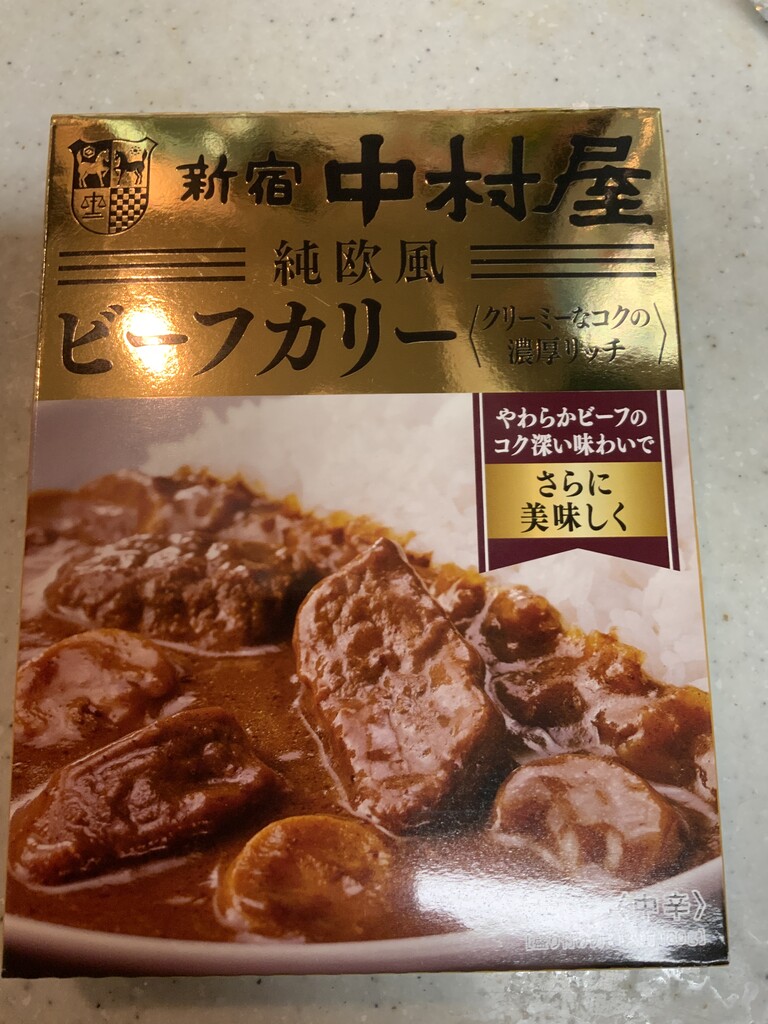 新宿 中村屋
純欧風
ビーフカリー
クリーミーなコクの
濃厚リッチ
やわらかビーフの
コク深い味わいで
さらに
美味しく
〈中辛〉